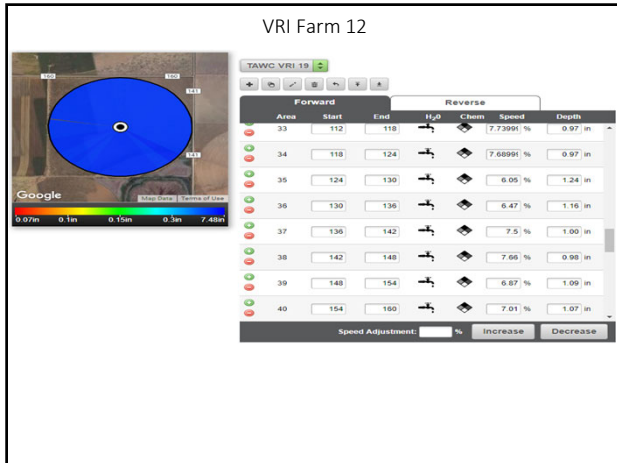 VRI Farm 12
160
160
141
141
Google
Map Data
Terms of Use
0.07in 0.1in 0.15in 0.3in 7.48in
TAWC VRI 19
Forward Reverse
Area Start End H₂0 Chem Speed Depth
33 112 118 7.7399 % 0.97 in
34 118 124 7.6899 % 0.97 in
35 124 130 6.05 % 1.24 in
36 130 136 6.47 % 1.16 in
37 136 142 7.5 % 1.00 in
38 142 148 7.66 % 0.98 in
39 148 154 6.87 % 1.09 in
40 154 160 7.01 % 1.07 in
Speed Adjustment: % Increase Decrease